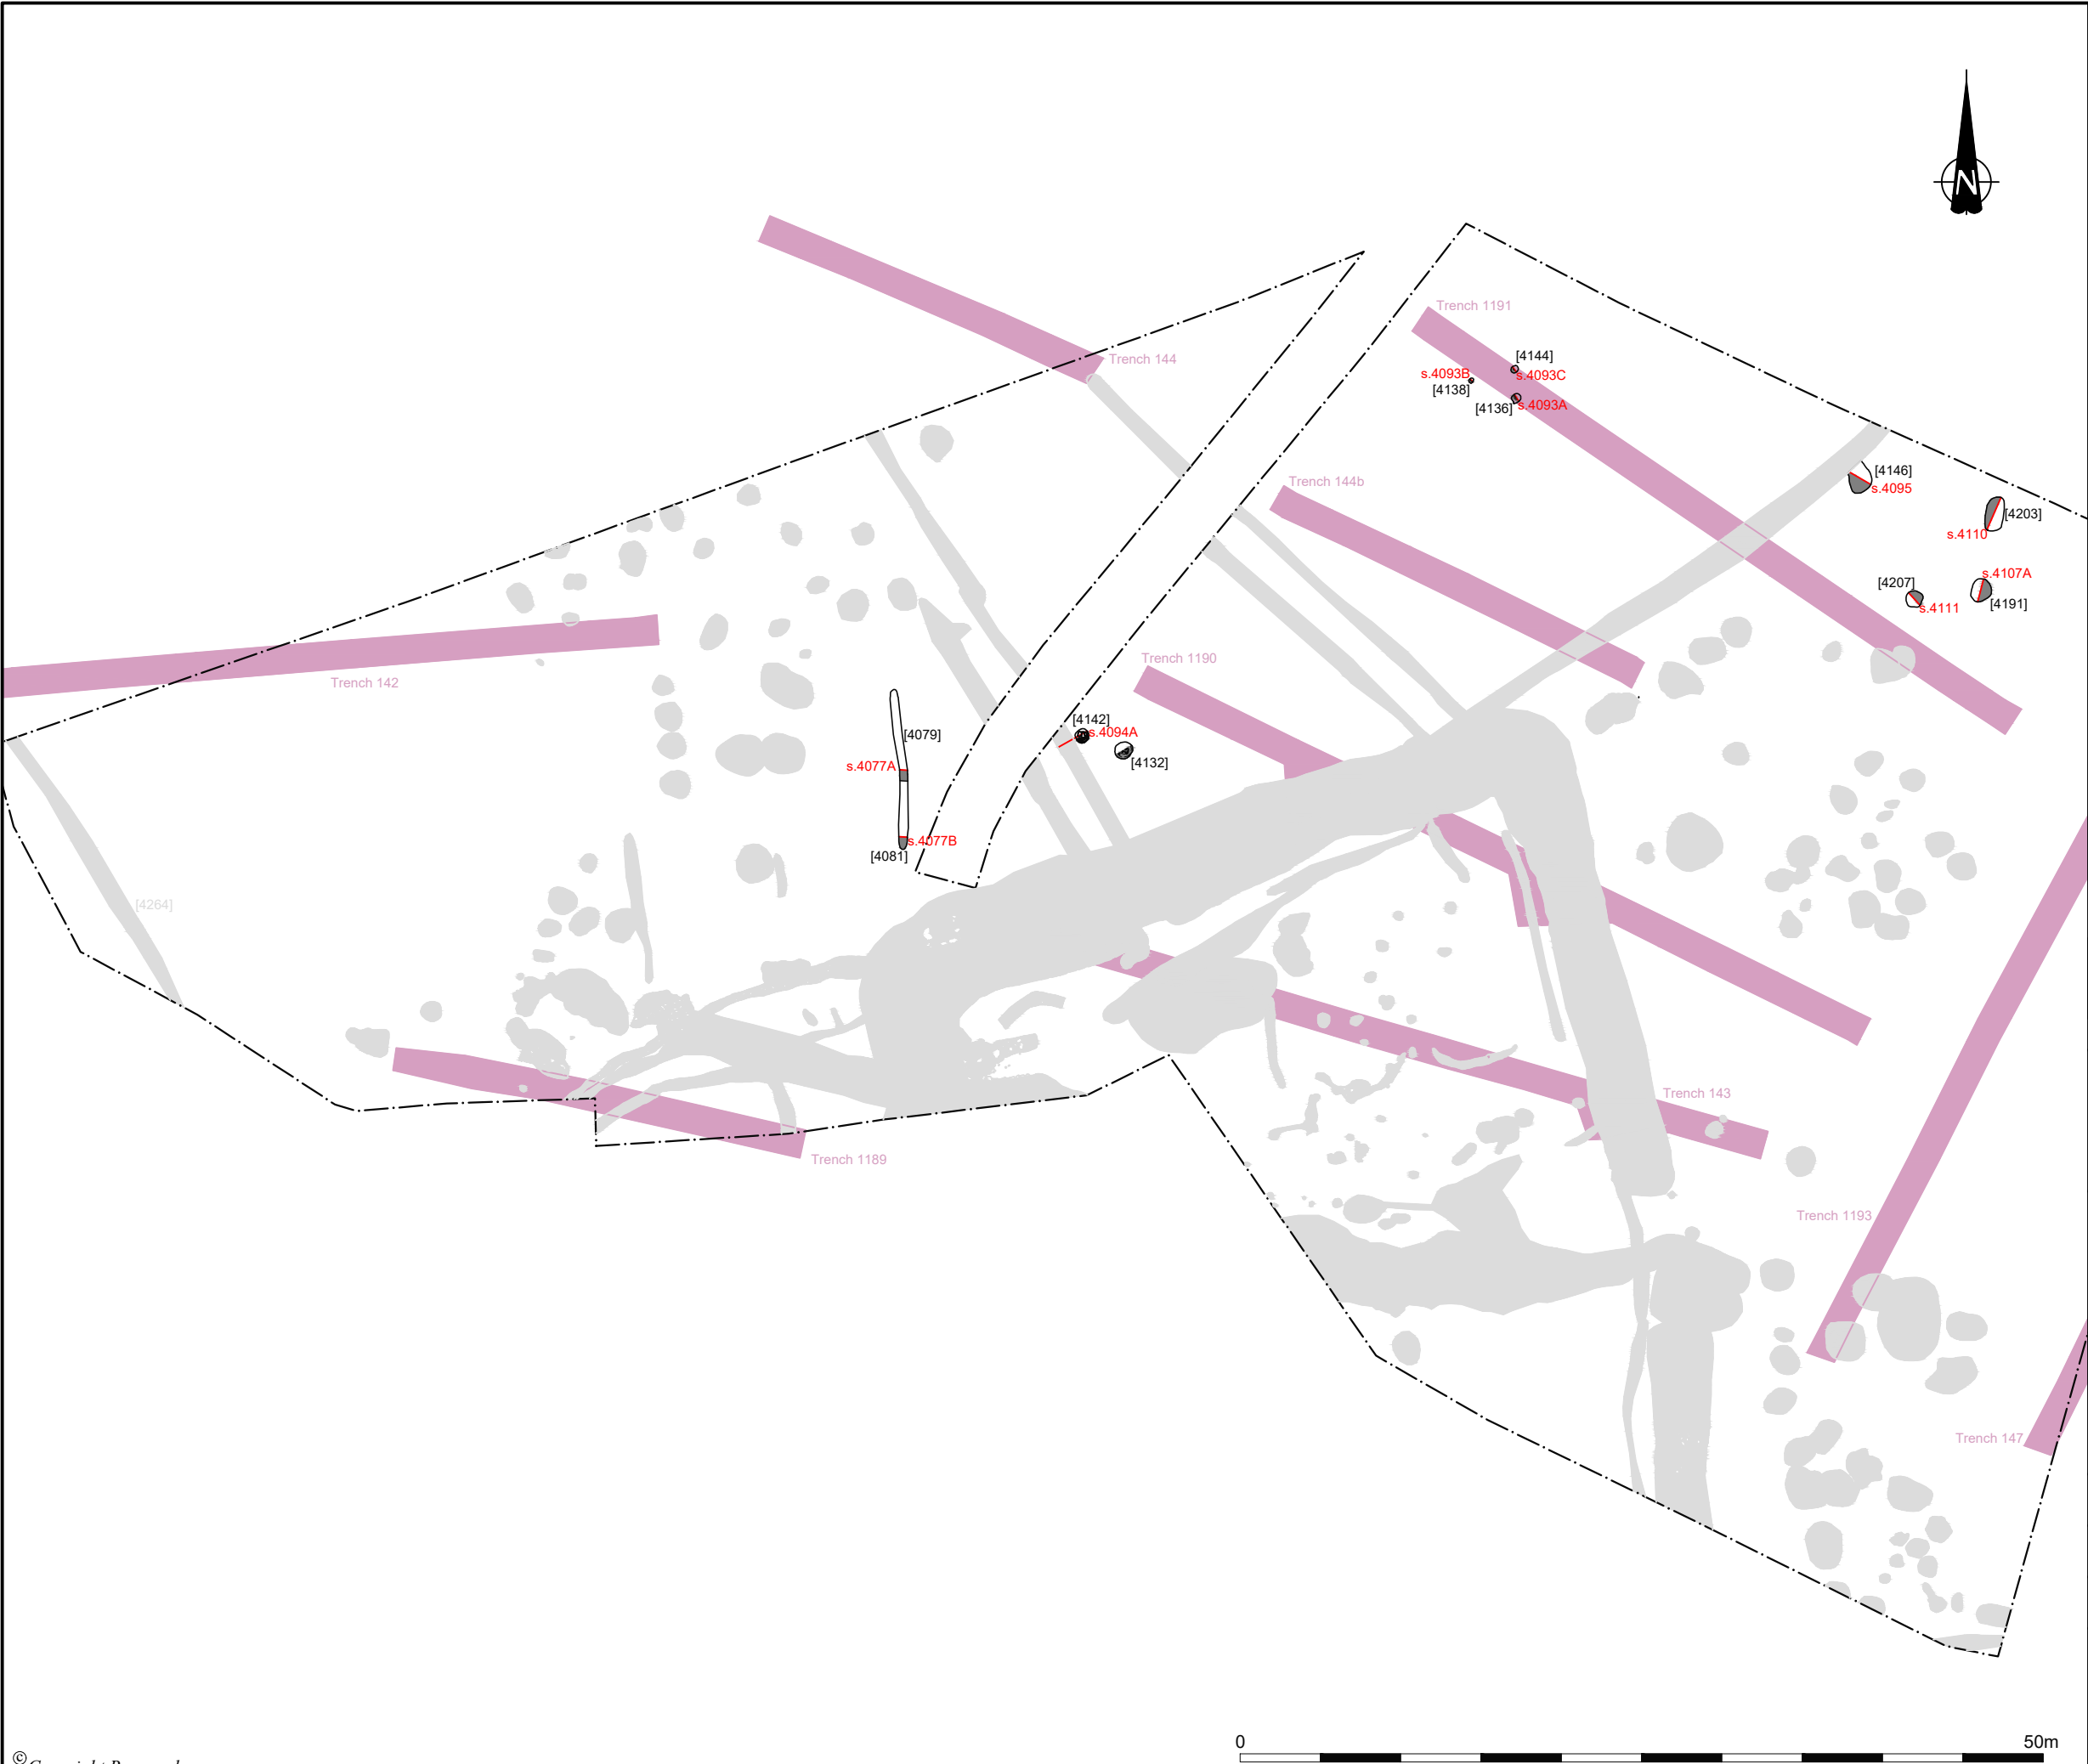 N
Trench 1191
Trench 144
[4144]
s.4093B
s.4093C
[4138]
[4136]
s.4093A
[4146]
s.4095
Trench 144b
[4203]
s.4110
s.4107A
[4207]
s.4111
[4191]
Trench 1190
Trench 142
[4142]
s.4094A
[4079]
[4132]
s.4077A
s.4077B
[4081]
[4264]
Trench 143
Trench 1189
Trench 1193
Trench 147
0
50m
©